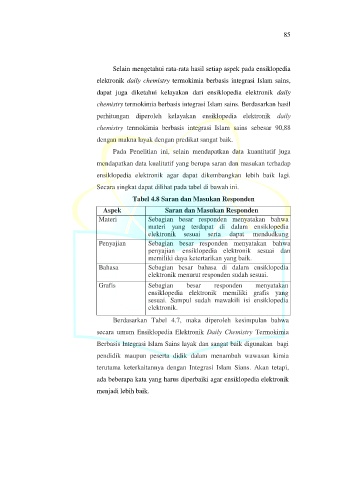 85
Selain mengetahui rata-rata hasil setiap aspek pada ensiklopedia
elektronik daily chemistry termokimia berbasis integrasi Islam sains,
dapat juga diketahui kelayakan dari ensiklopedia elektronik daily
chemistry termokimia berbasis integrasi Islam sains. Berdasarkan hasil
perhitungan diperoleh kelayakan ensiklopedia elektronik daily
chemistry termokimia berbasis integrasi Islam sains sebesar 90,88
dengan makna layak dengan predikat sangat baik.
Pada Penelitian ini, selain mendapatkan data kuantitatif juga
mendapatkan data kualitatif yang berupa saran dan masukan terhadap
ensiklopedia elektronik agar dapat dikembangkan lebih baik lagi.
Secara singkat dapat dilihat pada tabel di bawah ini.
Tabel 4.8 Saran dan Masukan Responden
Aspek Saran dan Masukan Responden
Materi Sebagian besar responden menyatakan bahwa
materi yang terdapat di dalam ensiklopedia
elektronik sesuai serta dapat mendudkung
Penyajian Sebagian besar responden menyatakan bahwa
penyajian ensiklopedia elektronik sesuai dan
memiliki daya ketertarikan yang baik.
Bahasa Sebagian besar bahasa di dalam ensiklopedia
elektronik menurut responden sudah sesuai.
Grafis Sebagian besar responden menyatakan
ensiklopedia elektronik memiliki grafis yang
sesuai. Sampul sudah mawakili isi ensiklopedia
elektronik.
Berdasarkan Tabel 4.7, maka diperoleh kesimpulan bahwa
secara umum Ensiklopedia Elektronik Daily Chemistry Termokimia
Berbasis Integrasi Islam Sains layak dan sangat baik digunakan bagi
pendidik maupun peserta didik dalam menambah wawasan kimia
terutama keterkaitannya dengan Integrasi Islam Sians. Akan tetapi,
ada beberapa kata yang harus diperbaiki agar ensiklopedia elektronik
menjadi lebih baik.